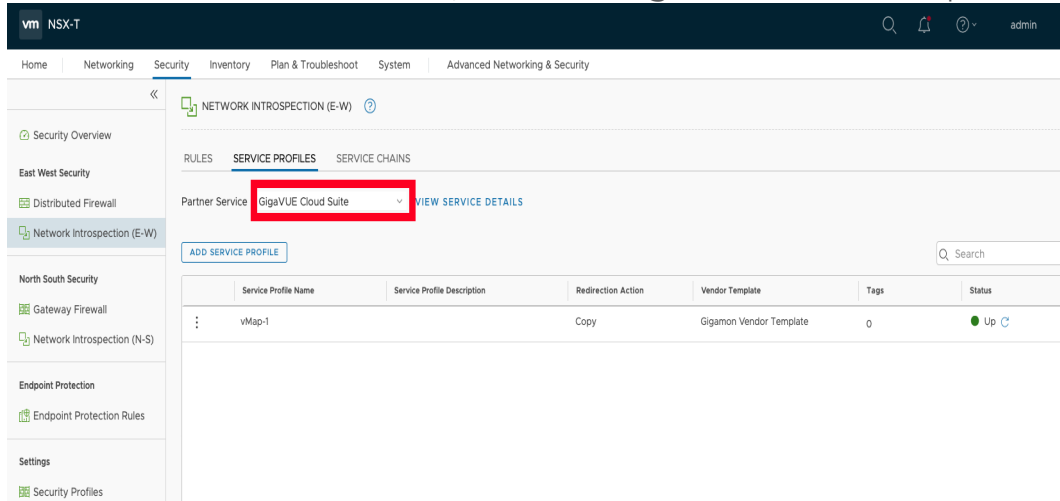 vm NSX-T admin
Home Networking Security Inventory Plan & Troubleshoot System Advanced Networking & Security
«
NETWORK INTROSPECTION (E-W) ?
Security Overview
RULES SERVICE PROFILES SERVICE CHAINS
East West Security
Distributed Firewall
Partner Service GigaVUE Cloud Suite VIEW SERVICE DETAILS
Network Introspection (E-W)
ADD SERVICE PROFILE Search
North South Security
Service Profile Name Service Profile Description Redirection Action Vendor Template Tags Status
Gateway Firewall
vMap-1 Copy Gigamon Vendor Template 0 Up
Network Introspection (N-S)
Endpoint Protection
Endpoint Protection Rules
Settings
Security Profiles